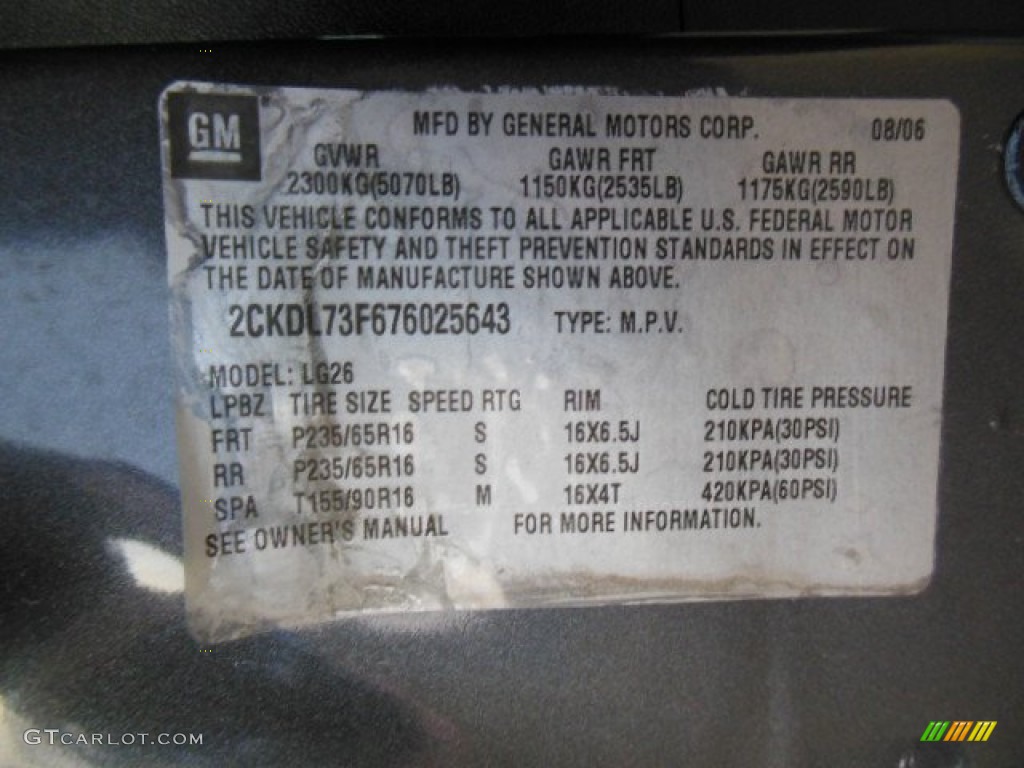 GM
MFD BY GENERAL MOTORS CORP. 08/06
GVWR GAWR FRT GAWR RR
2300KG(5070LB) 1150KG(2535LB) 1175KG(2590LB)
THIS VEHICLE CONFORMS TO ALL APPLICABLE U.S. FEDERAL MOTOR
VEHICLE SAFETY AND THEFT PREVENTION STANDARDS IN EFFECT ON
THE DATE OF MANUFACTURE SHOWN ABOVE.
2CKDL73F676025643 TYPE: M.P.V.
MODEL: LG26
LPBZ TIRE SIZE SPEED RTG RIM COLD TIRE PRESSURE
FRT P235/65R16 S 16X6.5J 210KPA(30PSI)
RR P235/65R16 S 16X6.5J 210KPA(30PSI)
SPA T155/90R16 M 16X4T 420KPA(60PSI)
SEE OWNER'S MANUAL FOR MORE INFORMATION.
GTCARLOT.COM